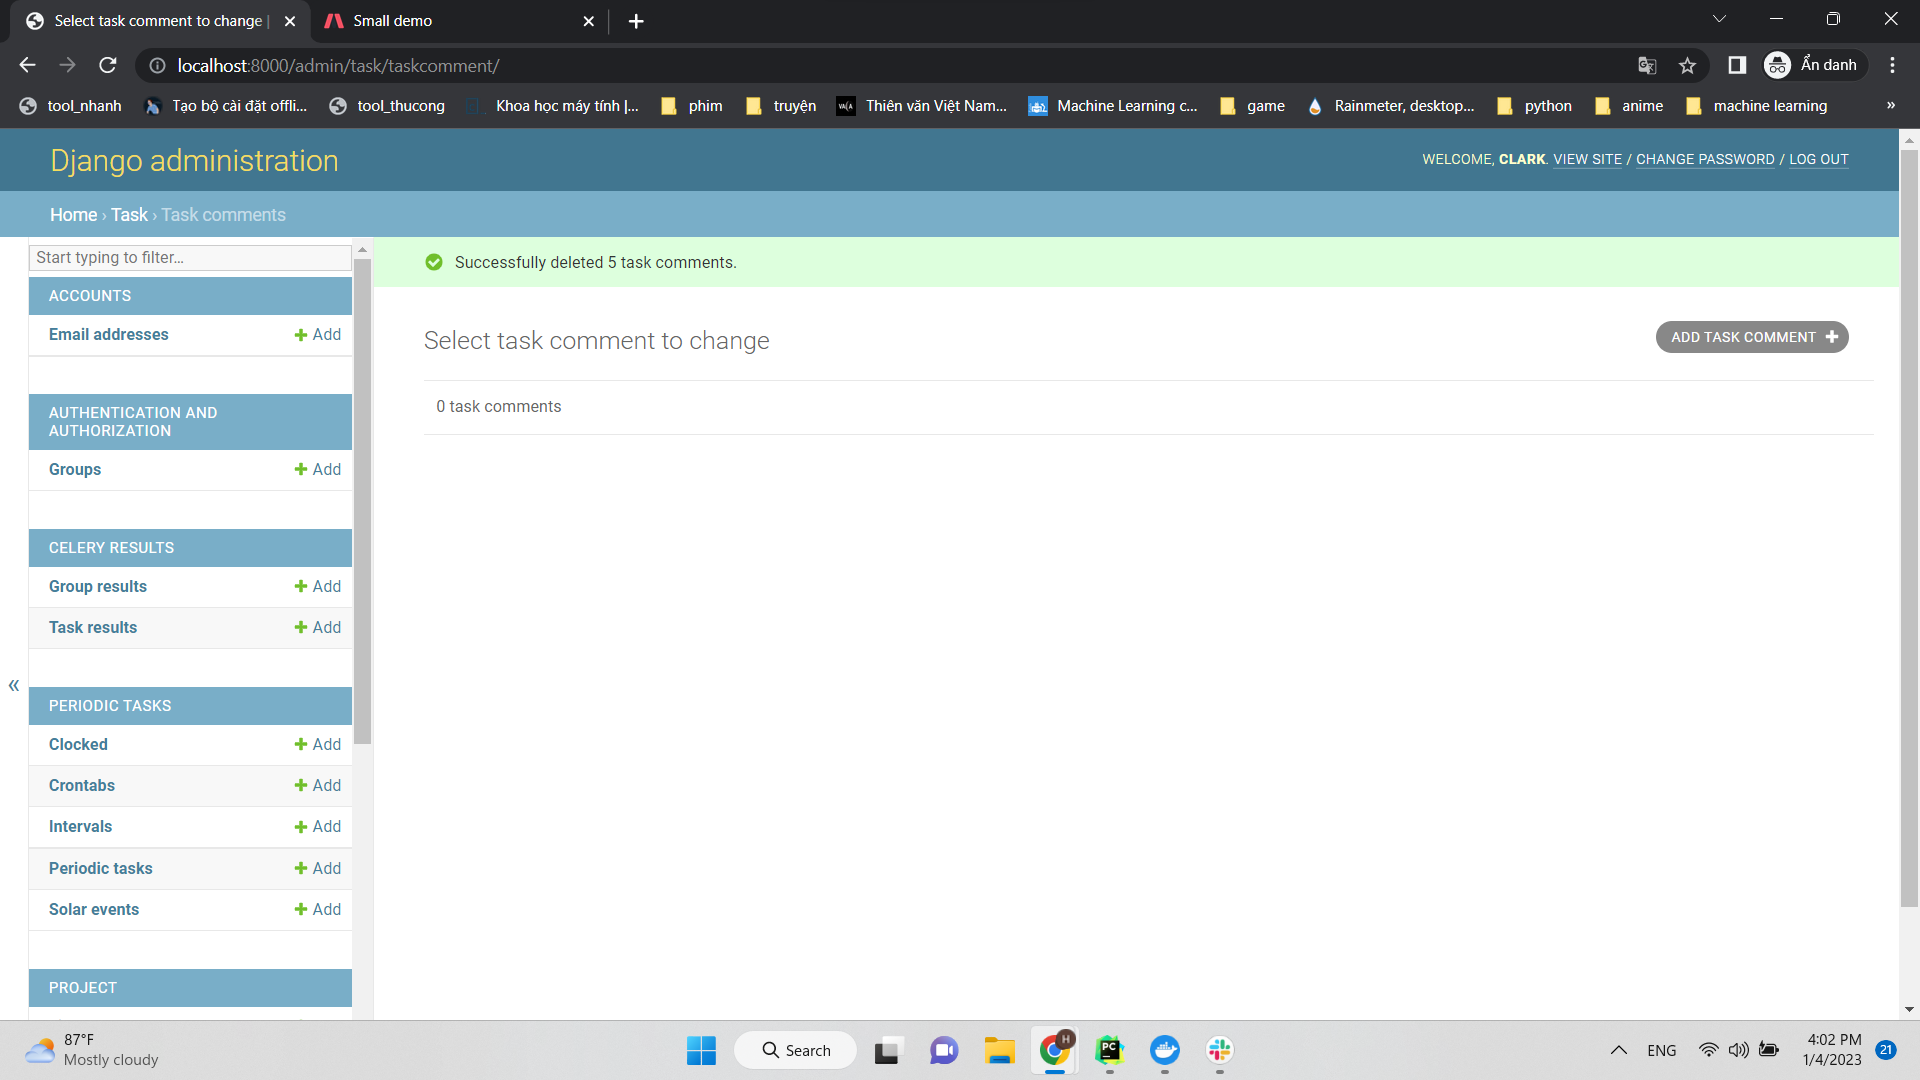 Select task comment to change |
Small demo
localhost:8000/admin/task/taskcomment/
Ẩn danh
tool_nhanh
Tạo bộ cài đặt offli...
tool_thucong
Khoa học máy tính |...
phim
truyện
Thiên văn Việt Nam...
Machine Learning c...
game
Rainmeter, desktop...
python
anime
machine learning
»
Django administration
WELCOME, CLARK. VIEW SITE / CHANGE PASSWORD / LOG OUT
Home › Task › Task comments
Start typing to filter...
Successfully deleted 5 task comments.
Select task comment to change
ADD TASK COMMENT
0 task comments
ACCOUNTS
Email addresses Add
AUTHENTICATION AND
AUTHORIZATION
Groups Add
CELERY RESULTS
Group results Add
Task results Add
«
PERIODIC TASKS
Clocked Add
Crontabs Add
Intervals Add
Periodic tasks Add
Solar events Add
PROJECT
87°F
Mostly cloudy
Search
H
PC
ENG
4:02 PM
1/4/2023
21